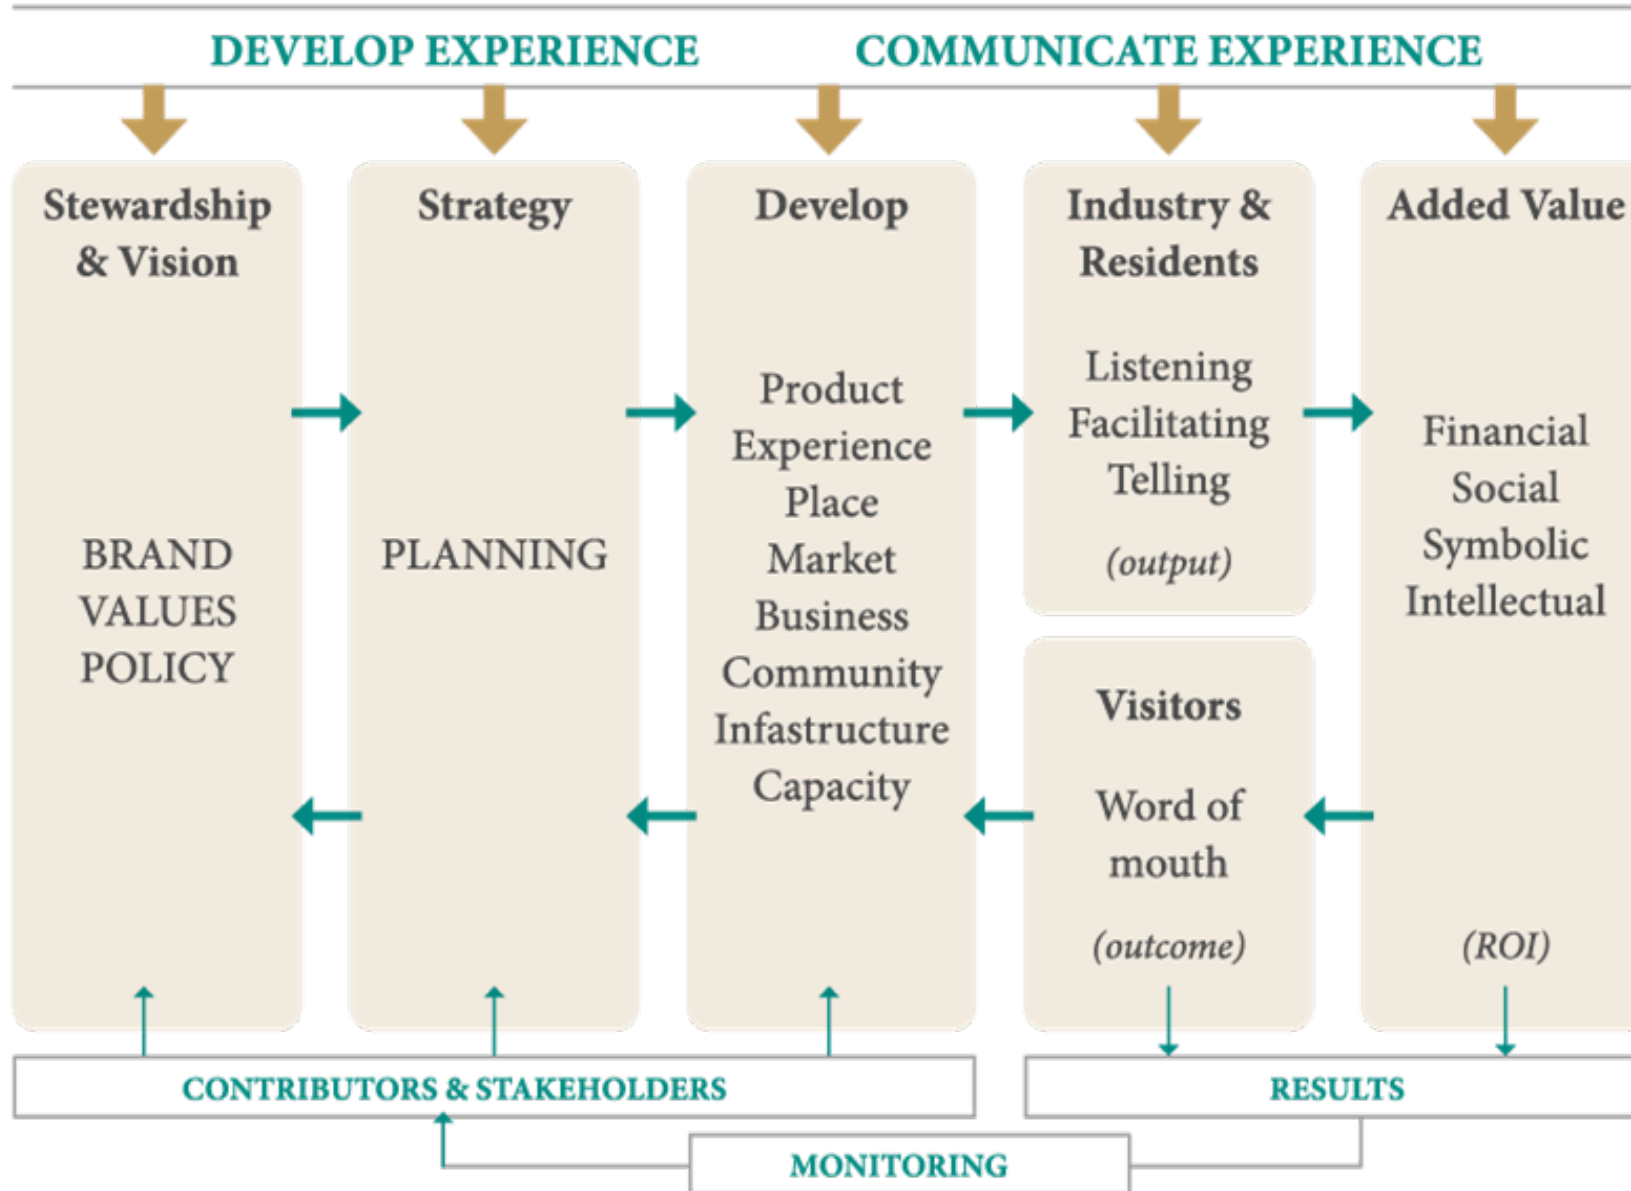 DEVELOP EXPERIENCE
COMMUNICATE EXPERIENCE
Stewardship
& Vision
BRAND
VALUES
POLICY
Strategy
PLANNING
Develop
Product
Experience
Place
Market
Business
Community
Infastructure
Capacity
Industry &
Residents
Listening
Facilitating
Telling
(output)
Visitors
Word of
mouth
(outcome)
Added Value
Financial
Social
Symbolic
Intellectual
(ROI)
CONTRIBUTORS & STAKEHOLDERS
RESULTS
MONITORING